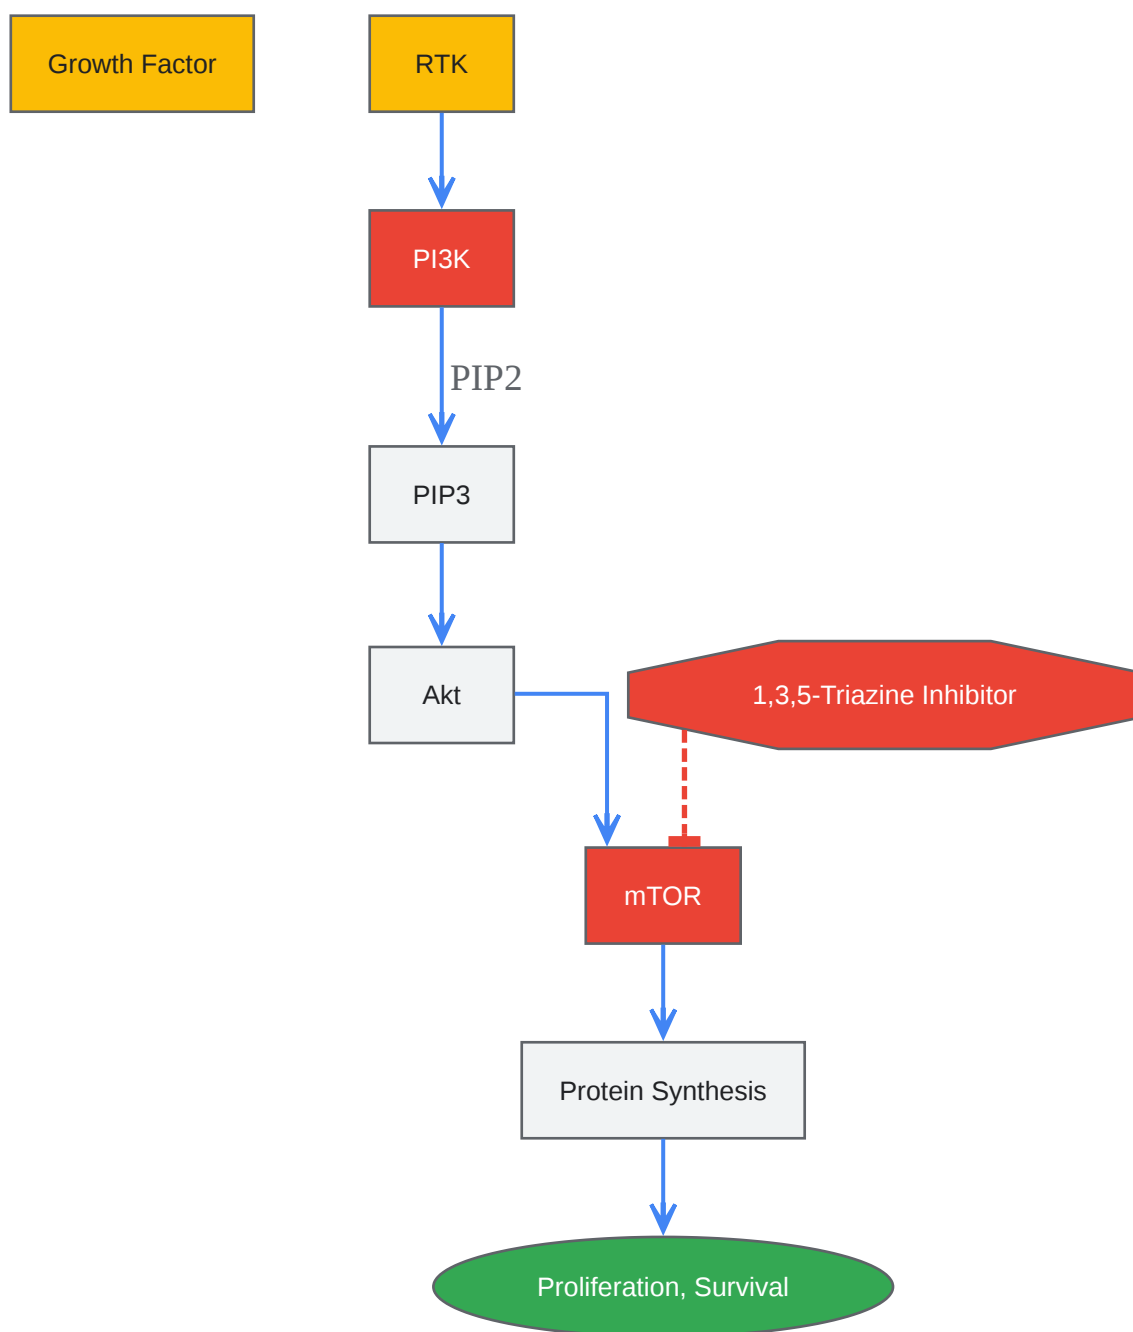 Growth Factor
RTK
PI3K
PIP2
PIP3
Akt
1,3,5-Triazine Inhibitor
mTOR
Protein Synthesis
Proliferation, Survival